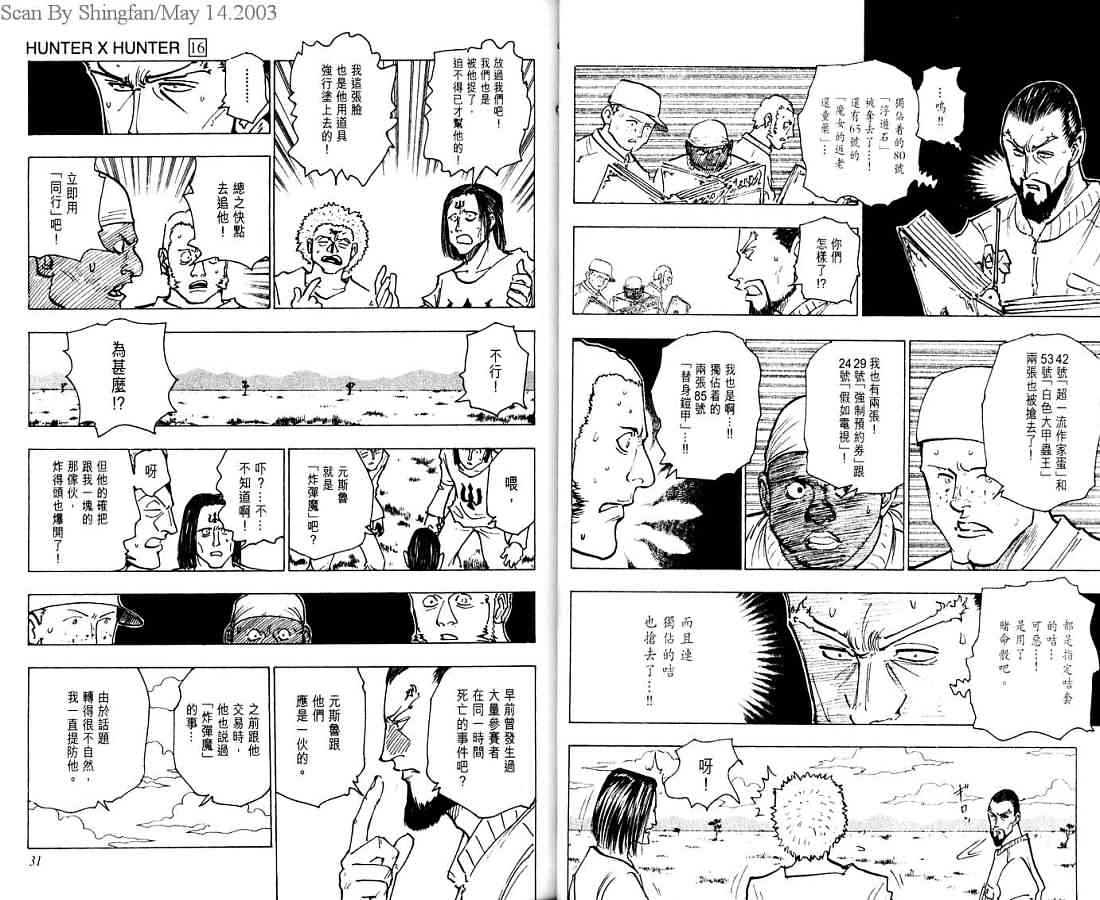 Scan By Shingfan/May 14.2003
HUNTER X HUNTER 16
…嗚!!
獨佔着的80號
「浮遊石」
被奪去了…!
還有65號的
「魔女的返老
還童藥」…
你們
怎樣了!?
42號「超一流作家蛋」和
53號「白色大甲蟲王」
兩張也被搶去了!
我也有兩張!
29號「強制預約券」跟
24號「假如電視」!
我也是啊…!!
獨佔着的
兩張85號
「替身鎧甲」…!!
都是指定咭套
的咭…
可惡…!
是用了
賭命骰吧。
而且連
獨佔的咭
也搶去了…!!
呀!
ギロ
放過我們吧!
我們也是
被他捉了,
迫不得已才幫他的!
我這張臉
也是他用道具
強行塗上去的!
……
總之快點
去追他!
立即用
「同行」吧!
不行!
為甚麼!?
喂,
元斯魯
就是
「炸彈魔」吧?
吓?…不…
不知道啊!
呀
但他的確把
跟我一塊的
那傢伙,
炸得頭也爆開了!
早前曾發生過
大量參賽者
在同一時間
死亡的事件吧?
元斯魯跟
他們
應是一伙的。
之前跟他
交易時,
他也説過
「炸彈魔」
的事…
由於話題
轉得很不自然,
我一直提防他。
31